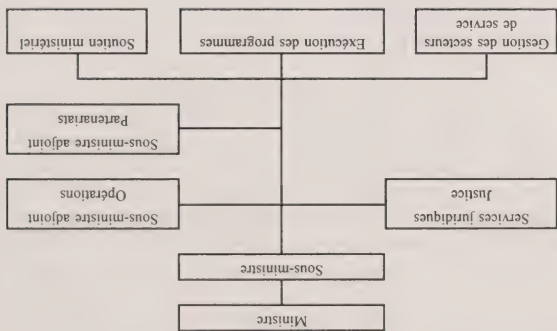 Ministre
Sous-ministre
Services juridiques
Justice
Sous-ministre adjoint
Opérations
Sous-ministre adjoint
Partenariats
Gestion des secteurs
de service
Exécution des programmes
Soutien ministériel